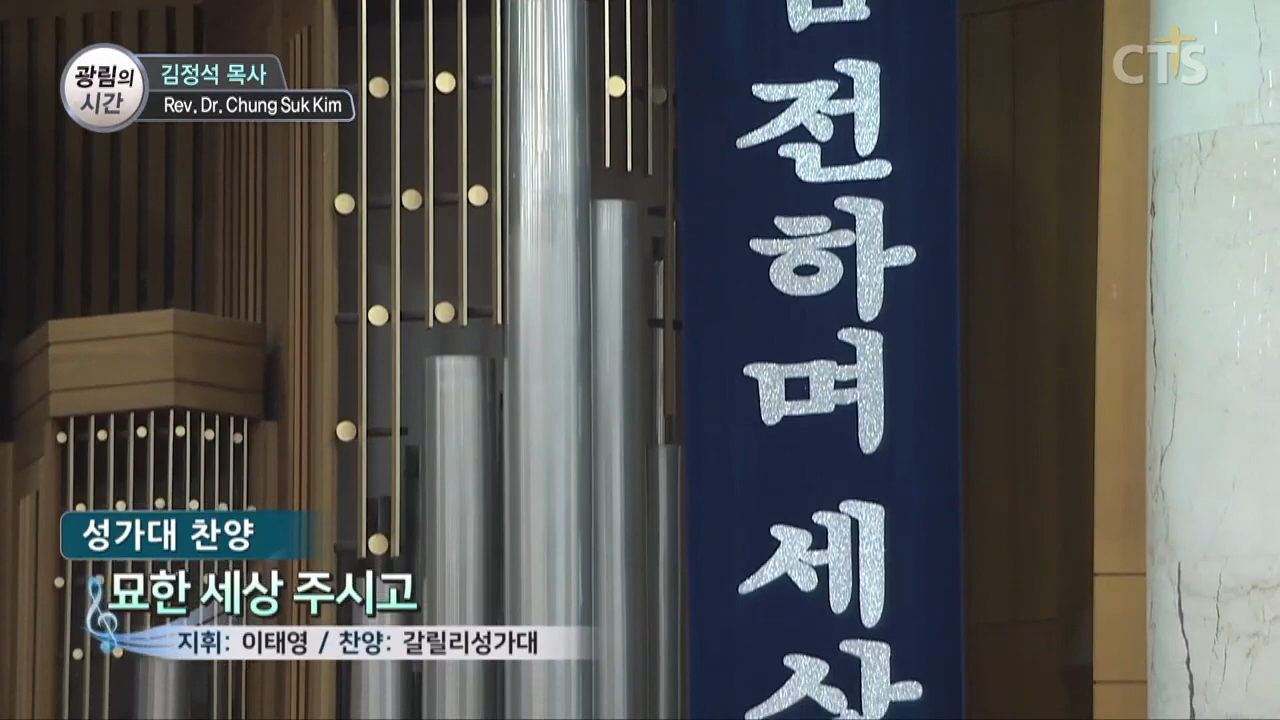 광림의
시간
김정석 목사
Rev. Dr. Chung Suk Kim
CTS
전하며 세상
성가대 찬양
묘한 세상 주시고
지휘: 이태영 / 찬양: 갈릴리성가대